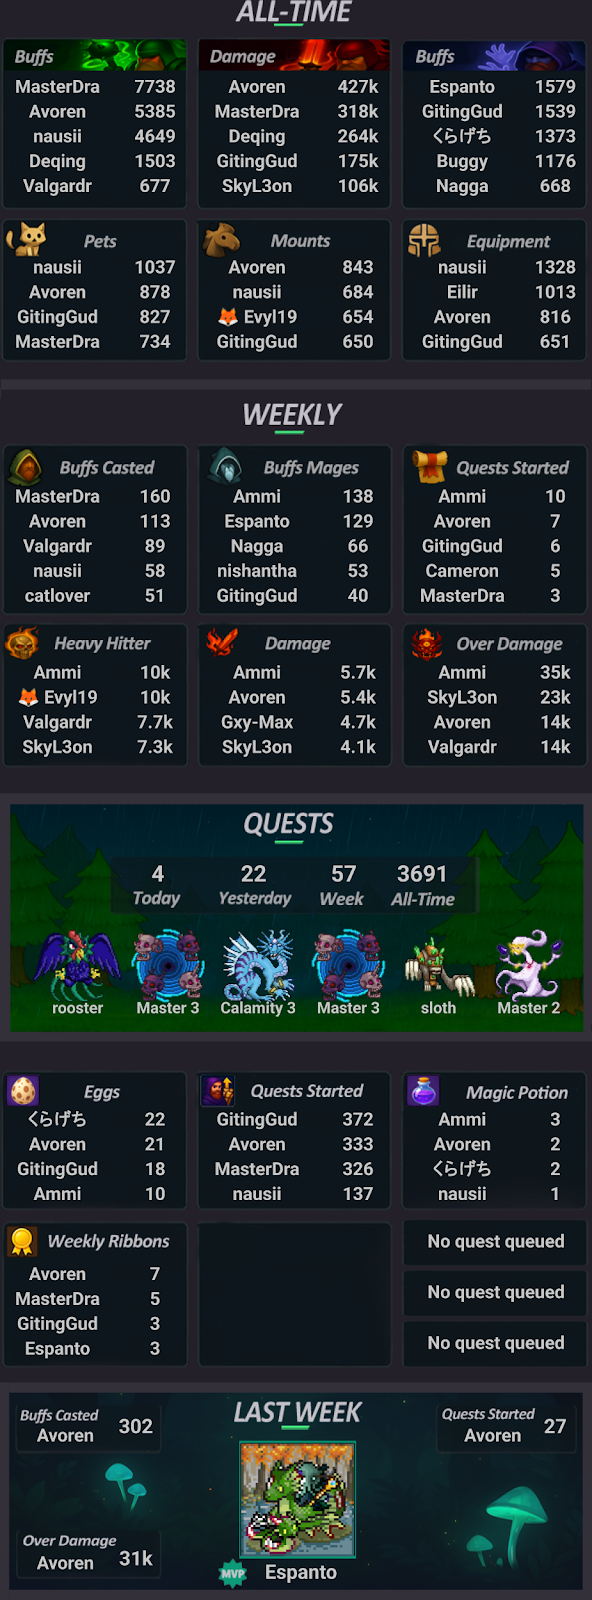 ALL-TIME
Buffs
MasterDra 7738
Avoren 5385
nausii 4649
Deqing 1503
Valgardr 677
Damage
Avoren 427k
MasterDra 318k
Deqing 264k
GitingGud 175k
SkyL3on 106k
Buffs
Espanto 1579
GitingGud 1539
くらげち 1373
Buggy 1176
Nagga 668
Pets
nausii 1037
Avoren 878
GitingGud 827
MasterDra 734
Mounts
Avoren 843
nausii 684
🦊 Evyl19 654
GitingGud 650
Equipment
nausii 1328
Eilir 1013
Avoren 816
GitingGud 651
WEEKLY
Buffs Casted
MasterDra 160
Avoren 113
Valgardr 89
nausii 58
catlover 51
Buffs Mages
Ammi 138
Espanto 129
Nagga 66
nishantha 53
GitingGud 40
Quests Started
Ammi 10
Avoren 7
GitingGud 6
Cameron 5
MasterDra 3
Heavy Hitter
Ammi 10k
🦊 Evyl19 10k
Valgardr 7.7k
SkyL3on 7.3k
Damage
Ammi 5.7k
Avoren 5.4k
Gxy-Max 4.7k
SkyL3on 4.1k
Over Damage
Ammi 35k
SkyL3on 23k
Avoren 14k
Valgardr 14k
QUESTS
4 22 57 3691
Today Yesterday Week All-Time
rooster Master 3 Calamity 3 Master 3 sloth Master 2
Eggs
くらげち 22
Avoren 21
GitingGud 18
Ammi 10
Quests Started
GitingGud 372
Avoren 333
MasterDra 326
nausii 137
Magic Potion
Ammi 3
Avoren 2
くらげち 2
nausii 1
Weekly Ribbons
Avoren 7
MasterDra 5
GitingGud 3
Espanto 3
No quest queued
No quest queued
No quest queued
LAST WEEK
Buffs Casted
Avoren 302
Quests Started
Avoren 27
Over Damage
Avoren 31k
MVP Espanto